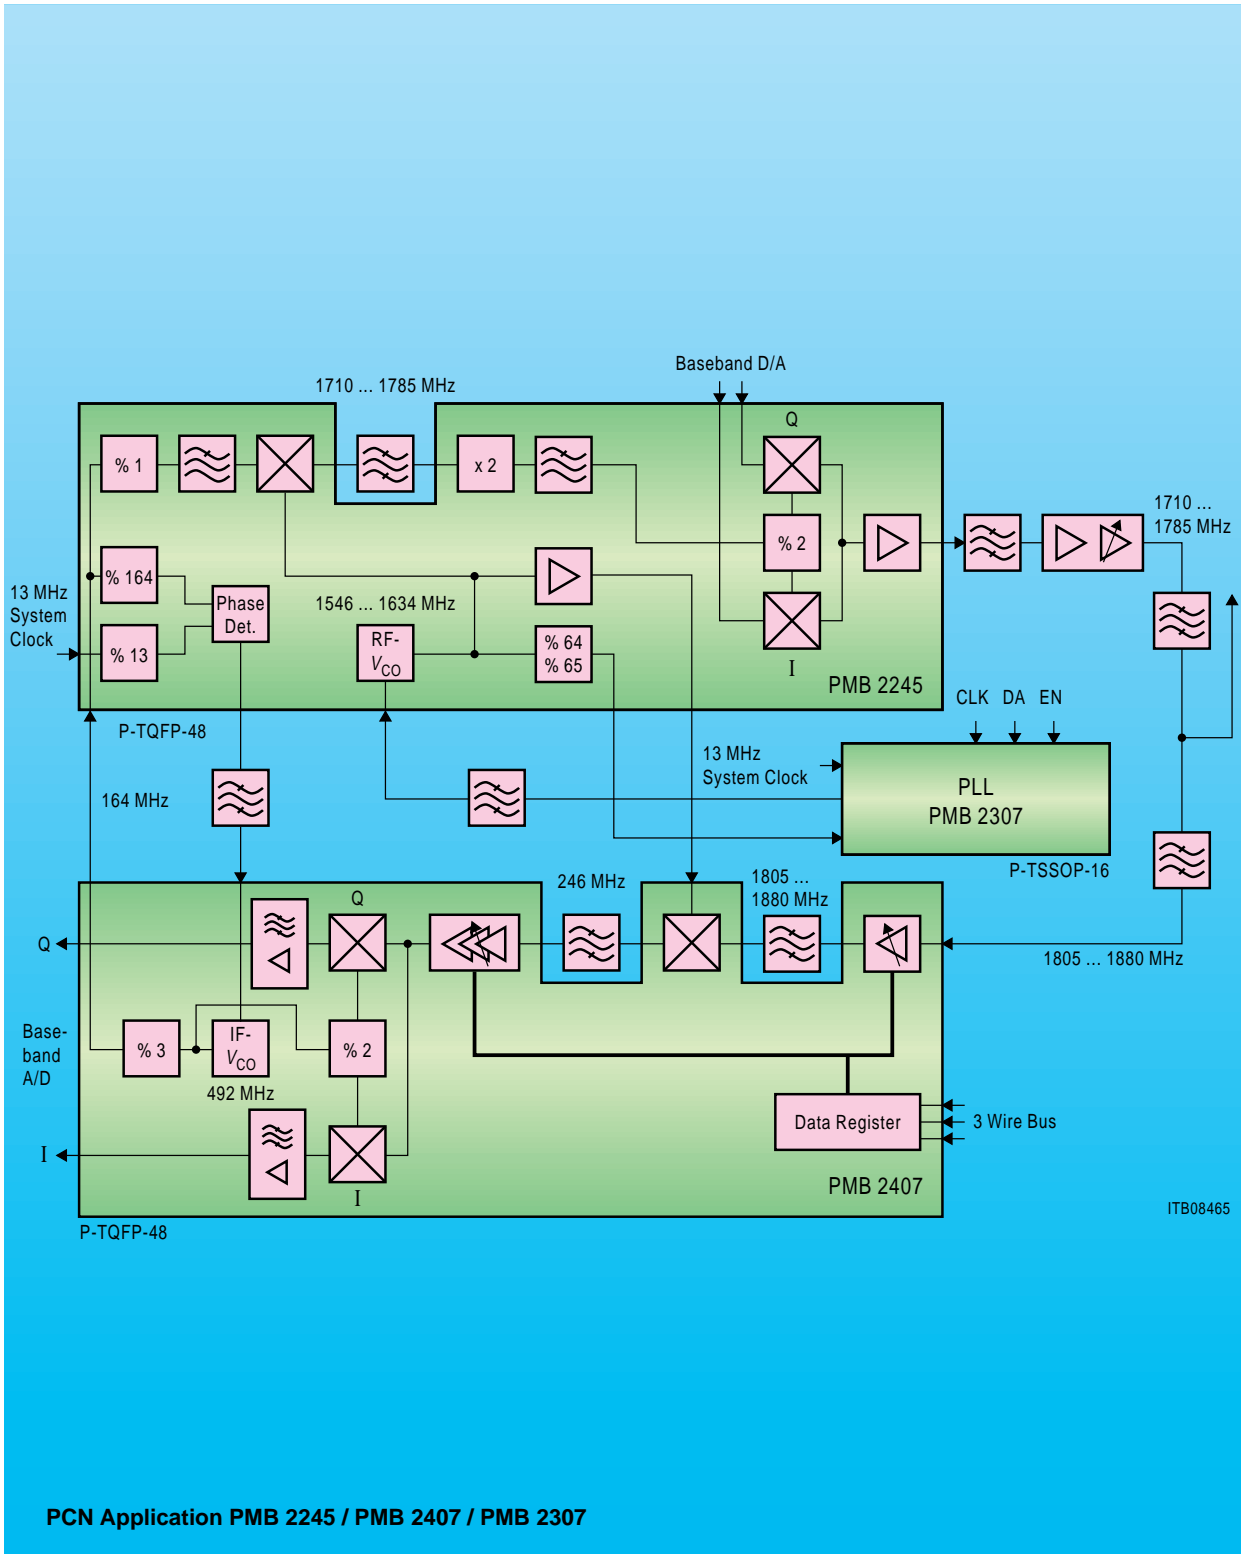 Baseband D/A
1710 ... 1785 MHz
Q
% 1
x 2
1710 ...
1785 MHz
% 2
% 164
13 MHz
System
Clock
Phase
Det.
1546 ... 1634 MHz
% 13
RF-
VCO
% 64
% 65
I
PMB 2245
P-TQFP-48
CLK DA EN
13 MHz
System Clock
PLL
PMB 2307
164 MHz
P-TSSOP-16
246 MHz
1805 ...
1880 MHz
Q
Q
1805 ... 1880 MHz
Base-
band
A/D
% 3
IF-
VCO
% 2
492 MHz
Data Register
3 Wire Bus
I
I
PMB 2407
P-TQFP-48
ITB08465
PCN Application PMB 2245 / PMB 2407 / PMB 2307